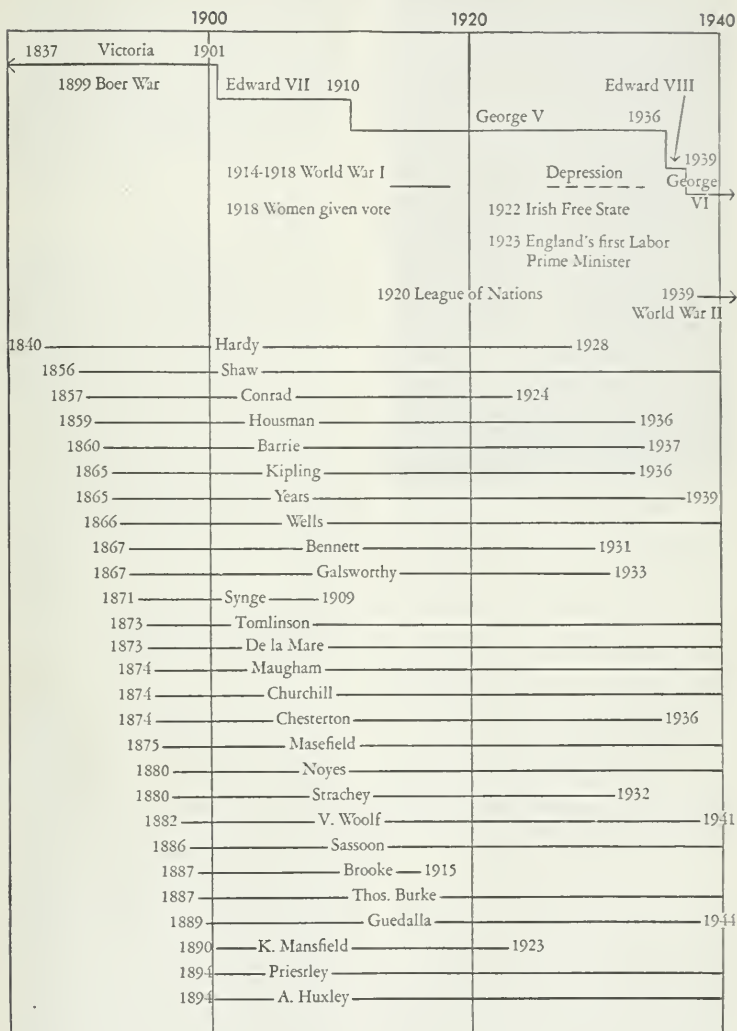 1900 1920 1940
1837 Victoria 1901
1899 Boer War Edward VII 1910 Edward VIII
George V 1936
1939
1914-1918 World War I Depression George
1918 Women given vote 1922 Irish Free State VI
1923 England's first Labor
Prime Minister
1920 League of Nations 1939
World War II
1840 Hardy 1928
1856 Shaw
1857 Conrad 1924
1859 Housman 1936
1860 Barrie 1937
1865 Kipling 1936
1865 Years 1939
1866 Wells
1867 Bennett 1931
1867 Galsworthy 1933
1871 Synge 1909
1873 Tomlinson
1873 De la Mare
1874 Maugham
1874 Churchill
1874 Chesterton 1936
1875 Masefield
1880 Noyes
1880 Strachey 1932
1882 V. Woolf 1941
1886 Sassoon
1887 Brooke 1915
1887 Thos. Burke
1889 Guedalla 1944
1890 K. Mansfield 1923
1894 Priestley
1894 A. Huxley